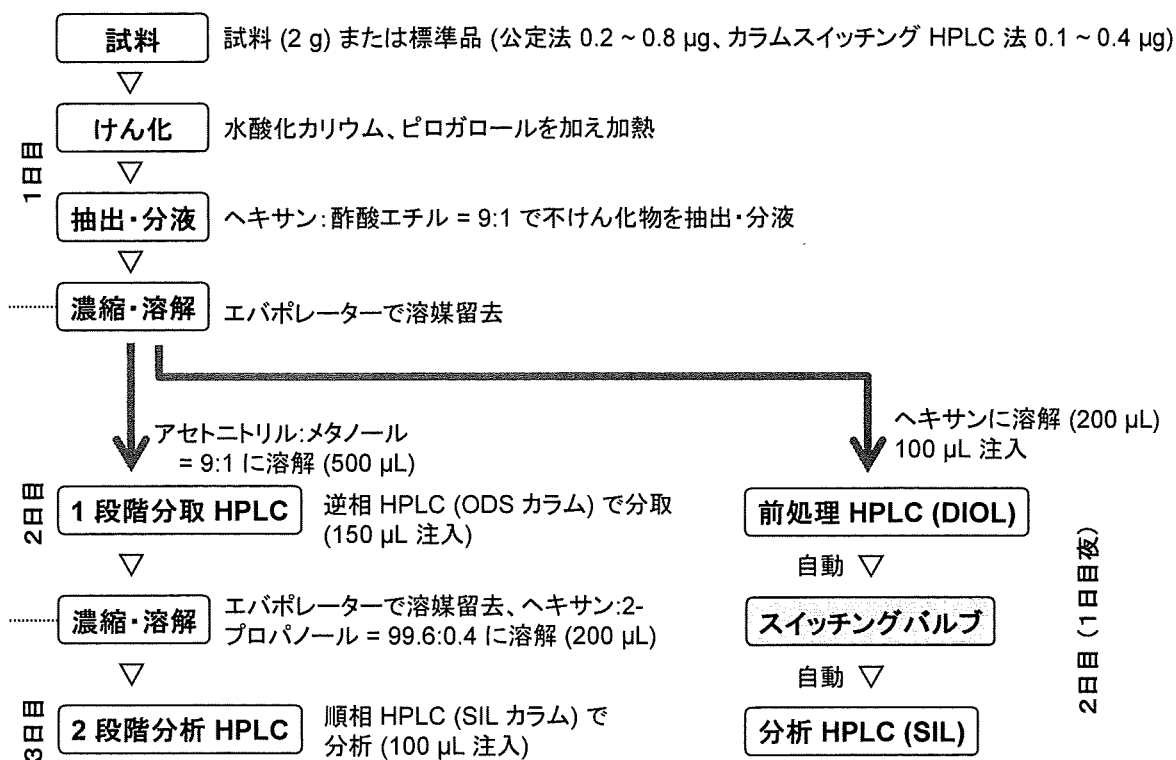 試料
試料 (2 g) または標準品 (公定法 0.2 ~ 0.8 µg、カラムスイッチング HPLC 法 0.1 ~ 0.4 µg)
▽
1日目
けん化
水酸化カリウム、ピロガロールを加え加熱
▽
抽出・分液
ヘキサン:酢酸エチル = 9:1 で不けん化物を抽出・分液
▽
濃縮・溶解
エバポレーターで溶媒留去
アセトニトリル:メタノール
= 9:1 に溶解 (500 µL)
2日目
1 段階分取 HPLC
逆相 HPLC (ODS カラム) で分取
(150 µL 注入)
▽
濃縮・溶解
エバポレーターで溶媒留去、ヘキサン:2-
プロパノール = 99.6:0.4 に溶解 (200 µL)
▽
3日目
2 段階分析 HPLC
順相 HPLC (SIL カラム) で
分析 (100 µL 注入)
ヘキサンに溶解 (200 µL)
100 µL 注入
前処理 HPLC (DIOL)
自動 ▽
スイッチングバルブ
自動 ▽
分析 HPLC (SIL)
2日目(1日目夜)